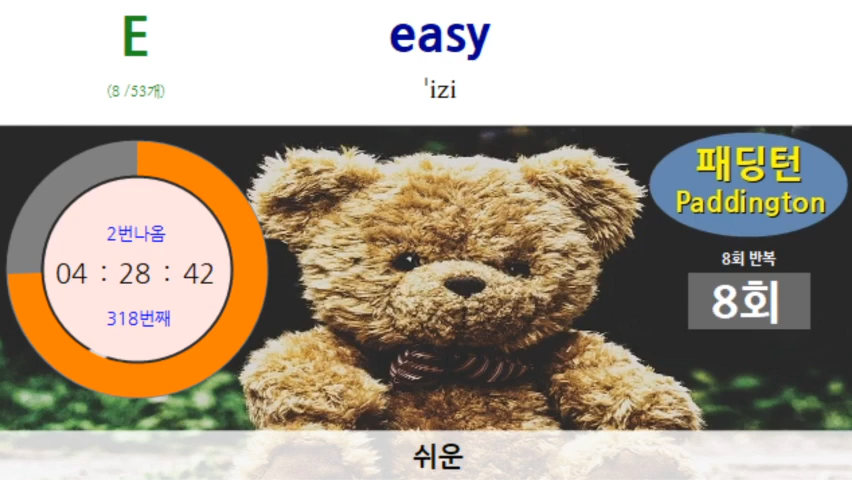 E
(8 /53개)
easy
ˈizi
2번나옴
04 : 28 : 42
318번째
패딩턴
Paddington
8회 반복
8회
쉬운